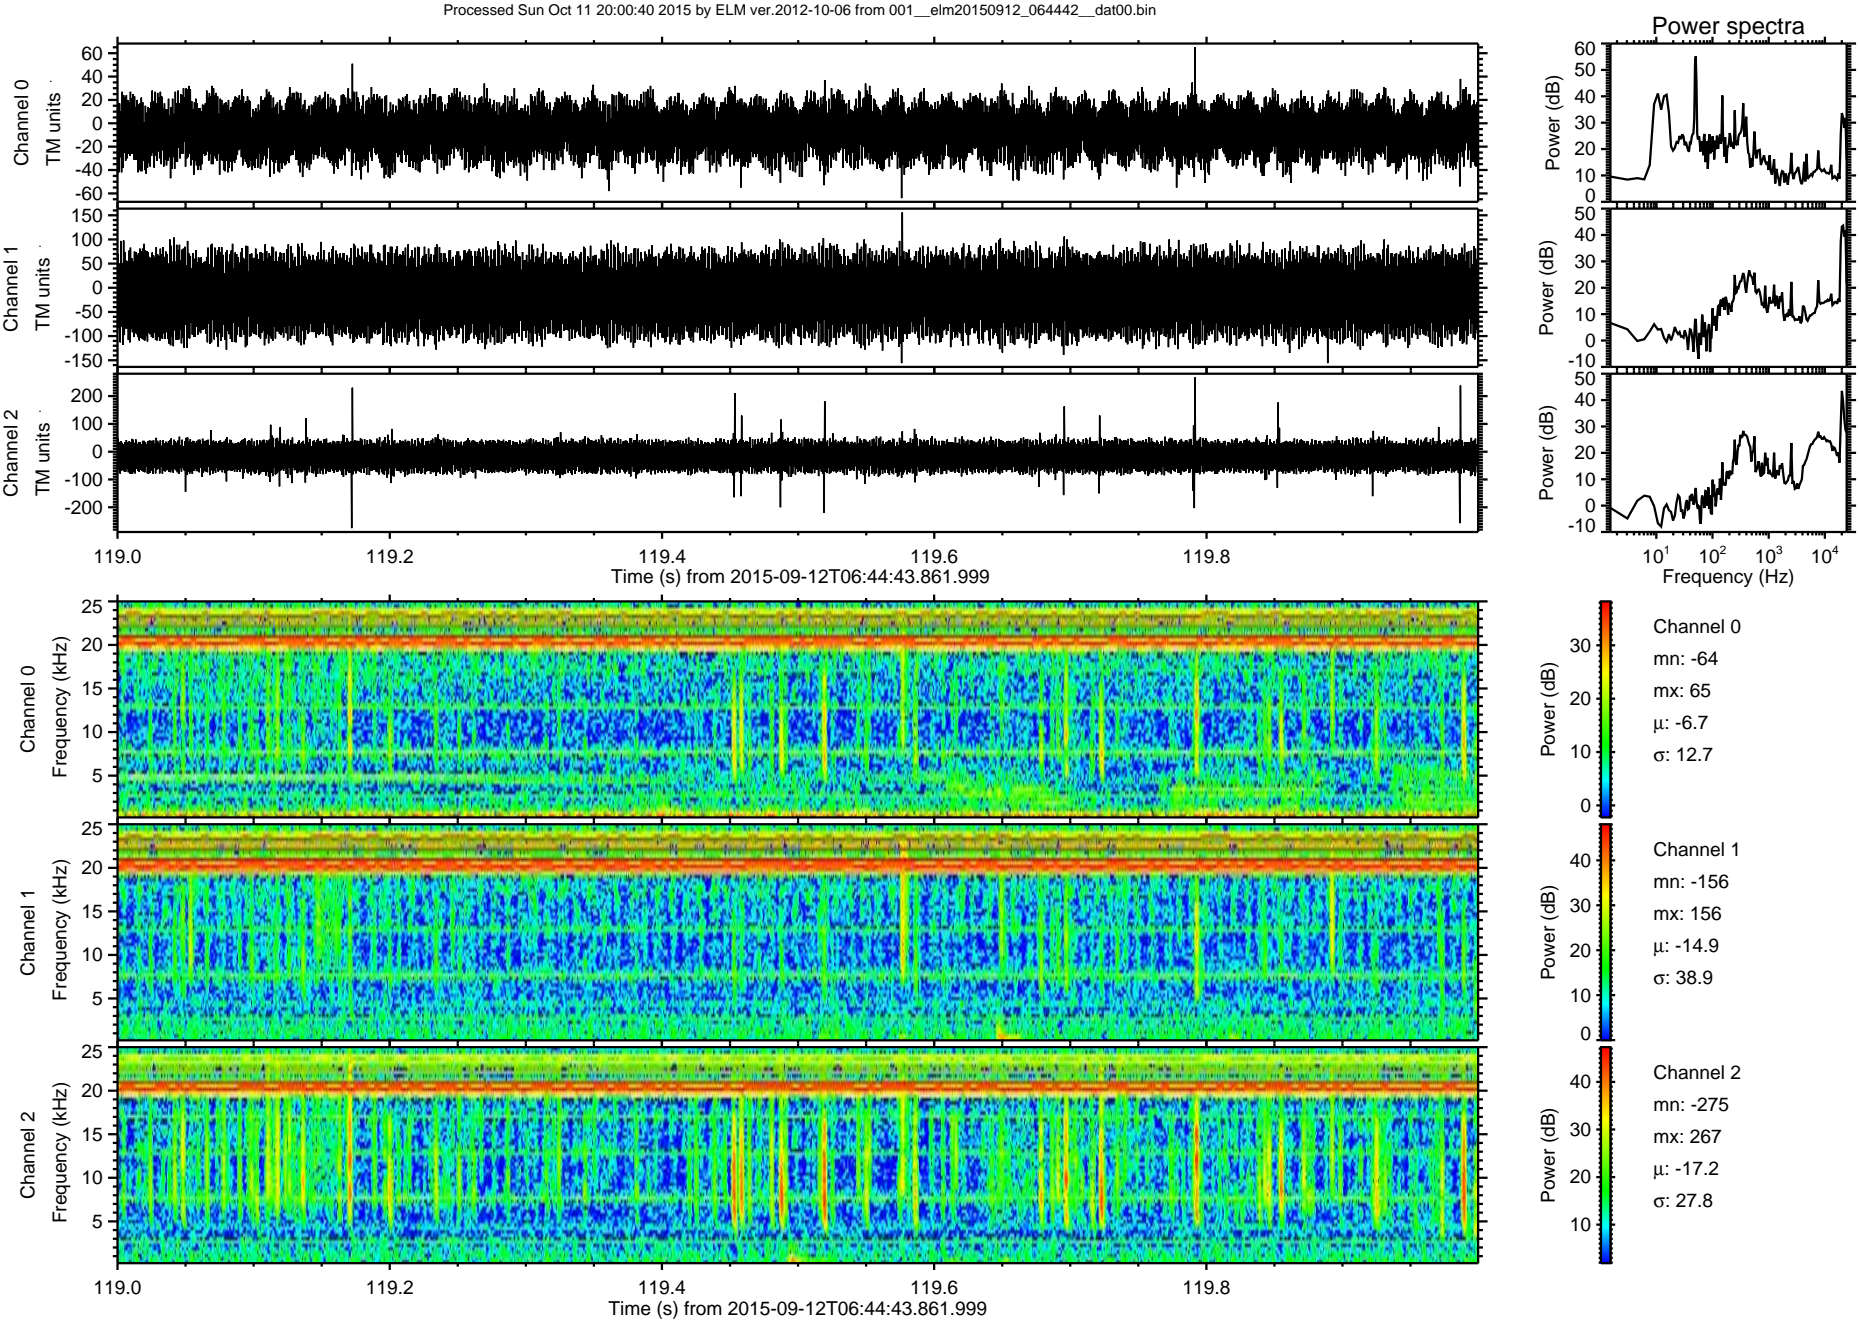 Processed Sun Oct 11 20:00:40 2015 by ELM ver.2012-10-06 from 001__elm20150912_064442__dat00.bin
Power spectra
Channel 0
TM units
60
40
20
0
-20
-40
-60
Power (dB)
60
50
40
30
20
10
0
Channel 1
TM units
150
100
50
0
-50
-100
-150
Power (dB)
50
40
30
20
10
0
-10
Channel 2
TM units
200
100
0
-100
-200
Power (dB)
50
40
30
20
10
0
-10
119.0 119.2 119.4 119.6 119.8
Time (s) from 2015-09-12T06:44:43.861.999
10^1 10^2 10^3 10^4
Frequency (Hz)
Channel 0
Frequency (kHz)
25
20
15
10
5
Power (dB)
30
20
10
0
Channel 0
mn: -64
mx: 65
μ: -6.7
σ: 12.7
Channel 1
Frequency (kHz)
25
20
15
10
5
Power (dB)
40
30
20
10
0
Channel 1
mn: -156
mx: 156
μ: -14.9
σ: 38.9
Channel 2
Frequency (kHz)
25
20
15
10
5
Power (dB)
40
30
20
10
Channel 2
mn: -275
mx: 267
μ: -17.2
σ: 27.8
119.0 119.2 119.4 119.6 119.8
Time (s) from 2015-09-12T06:44:43.861.999